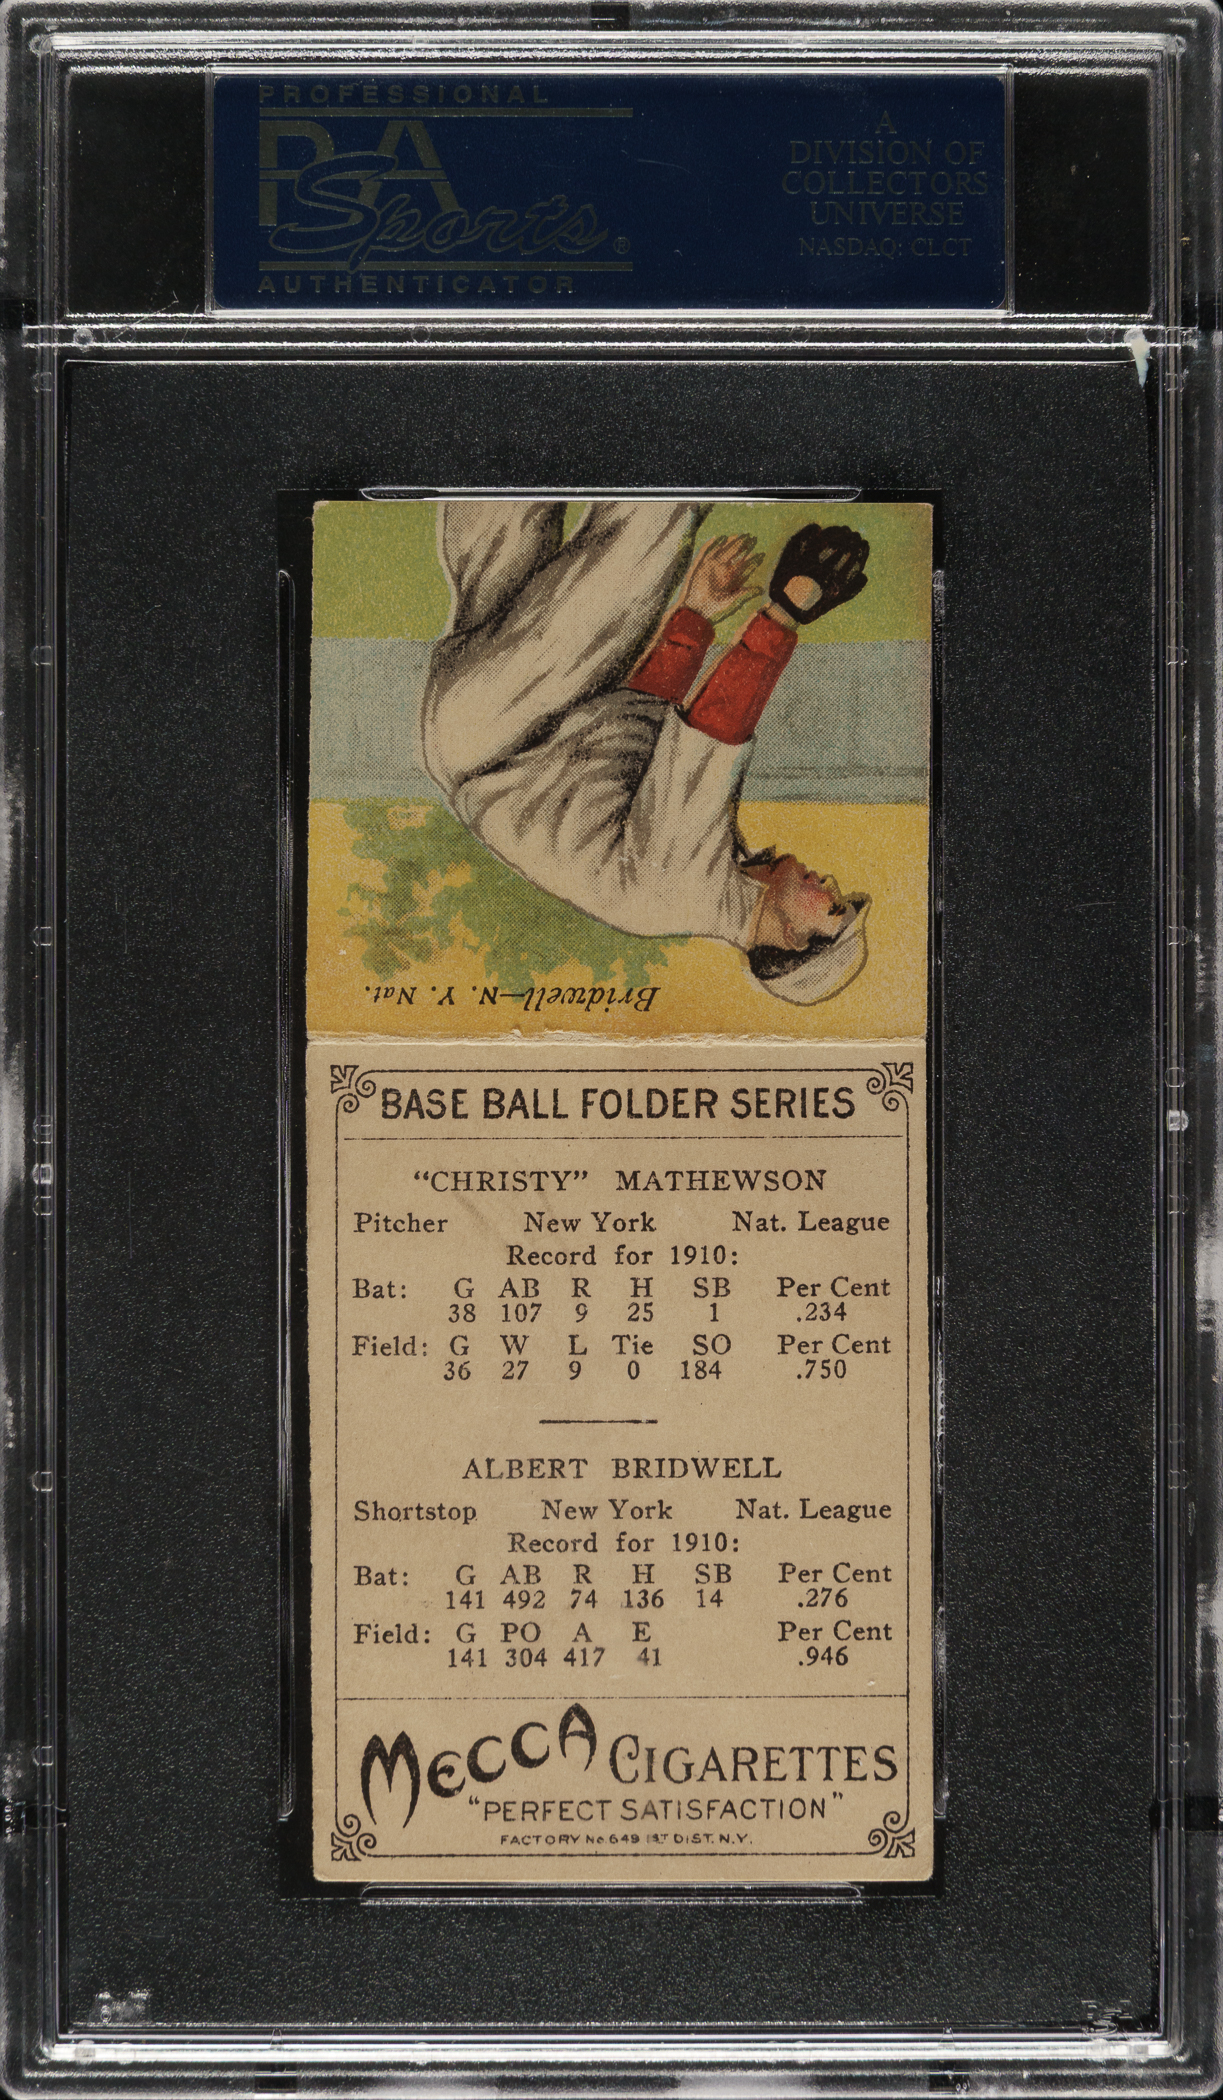 PROFESSIONAL
PSA
Sports®
AUTHENTICATOR
A
DIVISION OF
COLLECTORS
UNIVERSE
NASDAQ: CLCT
Bridwell—N. Y. Nat.
BASE BALL FOLDER SERIES
“CHRISTY” MATHEWSON
Pitcher New York Nat. League
Record for 1910:
Bat: G AB R H SB Per Cent
38 107 9 25 1 .234
Field: G W L Tie SO Per Cent
36 27 9 0 184 .750
ALBERT BRIDWELL
Shortstop New York Nat. League
Record for 1910:
Bat: G AB R H SB Per Cent
141 492 74 136 14 .276
Field: G PO A E Per Cent
141 304 417 41 .946
MECCA CIGARETTES
"PERFECT SATISFACTION"
FACTORY No 649 1ST DIST. N.Y.